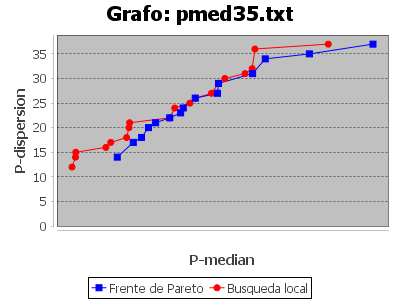 Grafo: pmed35.txt
P-dispersion
35
30
25
20
15
10
5
0
P-median
Frente de Pareto
Busqueda local